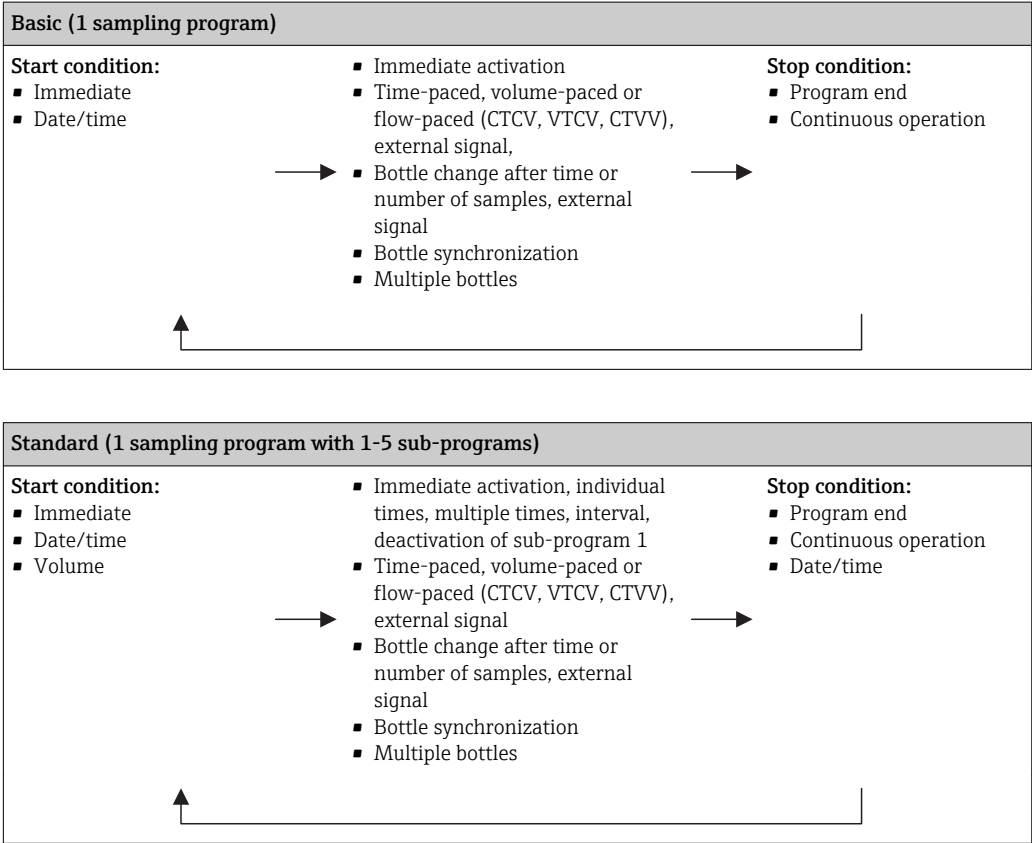 Basic (1 sampling program)
Start condition:
▪ Immediate
▪ Date/time
▪ Immediate activation
▪ Time-paced, volume-paced or
flow-paced (CTCV, VTCV, CTVV),
external signal,
▪ Bottle change after time or
number of samples, external
signal
▪ Bottle synchronization
▪ Multiple bottles
Stop condition:
▪ Program end
▪ Continuous operation
Standard (1 sampling program with 1-5 sub-programs)
Start condition:
▪ Immediate
▪ Date/time
▪ Volume
▪ Immediate activation, individual
times, multiple times, interval,
deactivation of sub-program 1
▪ Time-paced, volume-paced or
flow-paced (CTCV, VTCV, CTVV),
external signal
▪ Bottle change after time or
number of samples, external
signal
▪ Bottle synchronization
▪ Multiple bottles
Stop condition:
▪ Program end
▪ Continuous operation
▪ Date/time